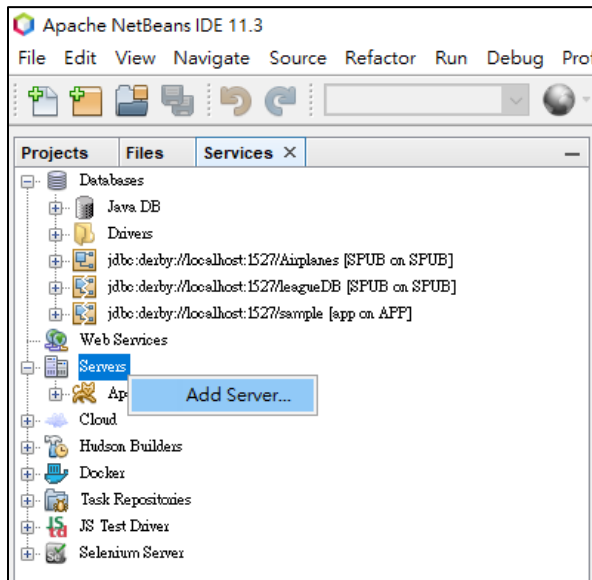 Apache NetBeans IDE 11.3
File Edit View Navigate Source Refactor Run Debug Prof
Projects Files Services
Databases
Java DB
Drivers
jdbc:derby://localhost:1527/Airplanes [SPUB on SPUB]
jdbc:derby://localhost:1527/leagueDB [SPUB on SPUB]
jdbc:derby://localhost:1527/sample [app on APP]
Web Services
Servers
Ap Add Server...
Cloud
Hudson Builders
Docker
Task Repositories
JS Test Driver
Selenium Server